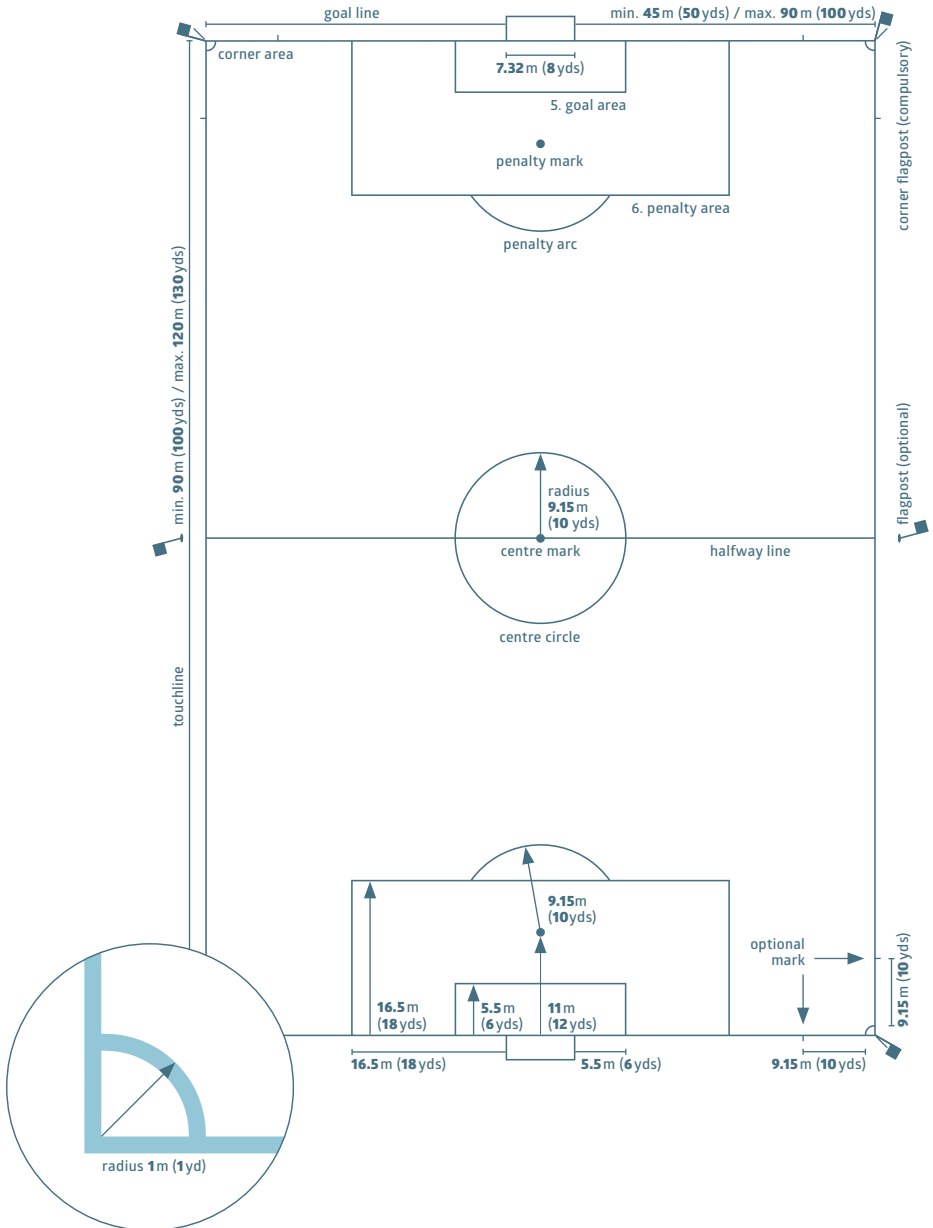 goal line
min. 45 m (50 yds) / max. 90 m (100 yds)
corner area
7.32 m (8 yds)
5. goal area
corner flagpost (compulsory)
penalty mark
6. penalty area
penalty arc
min. 90 m (100 yds) / max. 120 m (130 yds)
flagpost (optional)
radius
9.15 m
(10 yds)
centre mark
halfway line
centre circle
touchline
9.15m
(10yds)
optional
mark
9.15 m (10 yds)
16.5 m
(18 yds)
5.5 m
(6 yds)
11 m
(12 yds)
16.5 m (18 yds)
5.5 m (6 yds)
9.15 m (10 yds)
radius 1 m (1 yd)